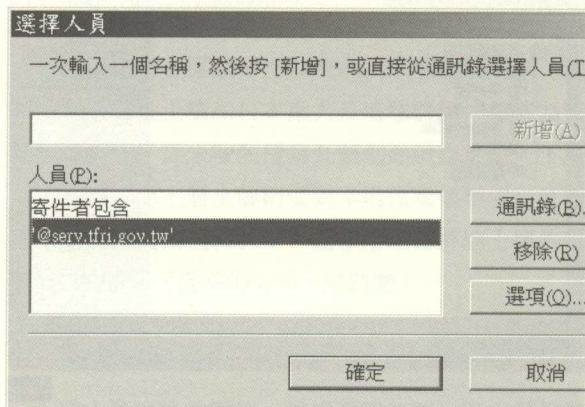 選擇人員
一次輸入一個名稱，然後按 [新增]，或直接從通訊錄選擇人員(T
新增(A)
人員(P):
寄件者包含
'@serv.tfri.gov.tw'
通訊錄(B).
移除(R)
選項(O)...
確定
取消